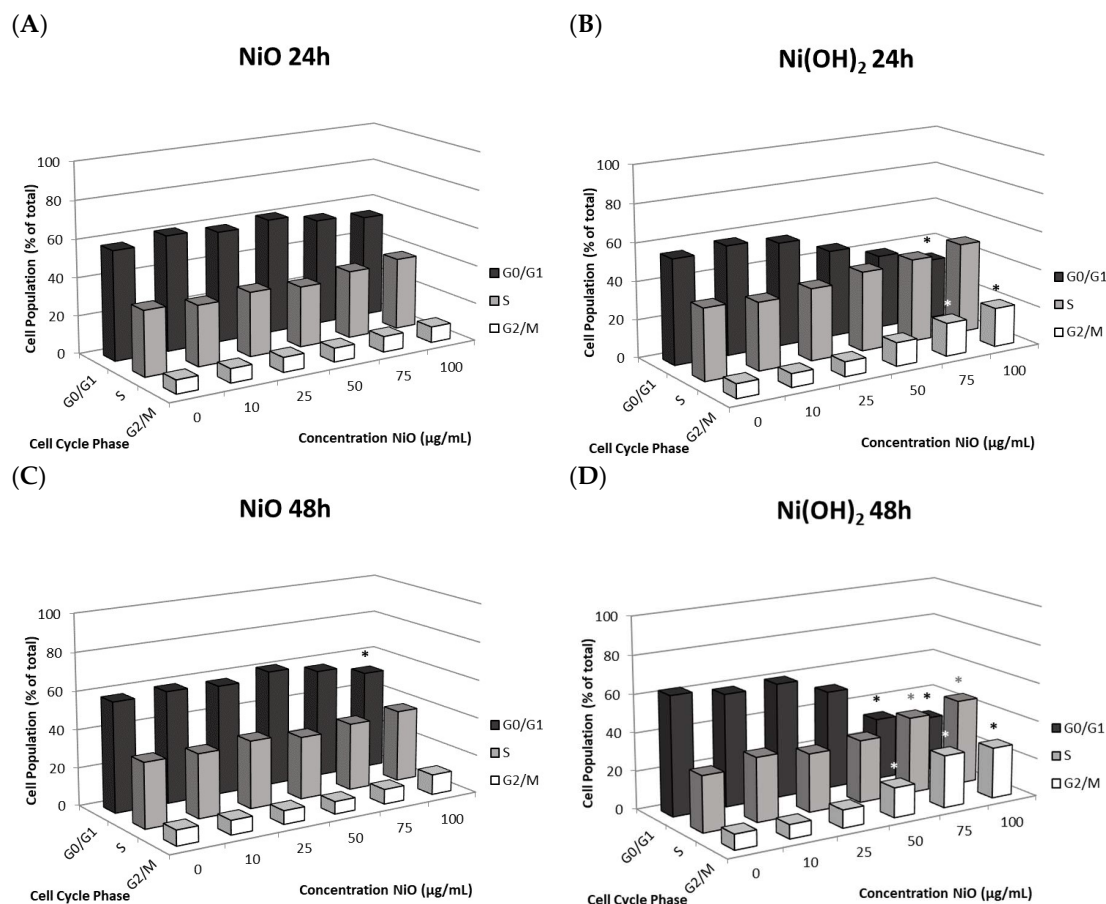 (A)
NiO 24h
Cell Population (% of total)
100
80
60
40
20
0
G0/G1
S
G2/M
Cell Cycle Phase
0
10
25
50
75
100
Concentration NiO (µg/mL)
G0/G1
S
G2/M
(B)
Ni(OH)₂ 24h
Cell Population (% of total)
100
80
60
40
20
0
G0/G1
S
G2/M
Cell Cycle Phase
0
10
25
50
75
100
Concentration NiO (µg/mL)
*
*
*
G0/G1
S
G2/M
(C)
NiO 48h
Cell Population (% of total)
100
80
60
40
20
0
G0/G1
S
G2/M
Cell Cycle Phase
0
10
25
50
75
100
Concentration NiO (µg/mL)
*
G0/G1
S
G2/M
(D)
Ni(OH)₂ 48h
Cell Population (% of total)
100
80
60
40
20
0
G0/G1
S
G2/M
Cell Cycle Phase
0
10
25
50
75
100
Concentration NiO (µg/mL)
*
*
*
*
*
*
*
G0/G1
S
G2/M